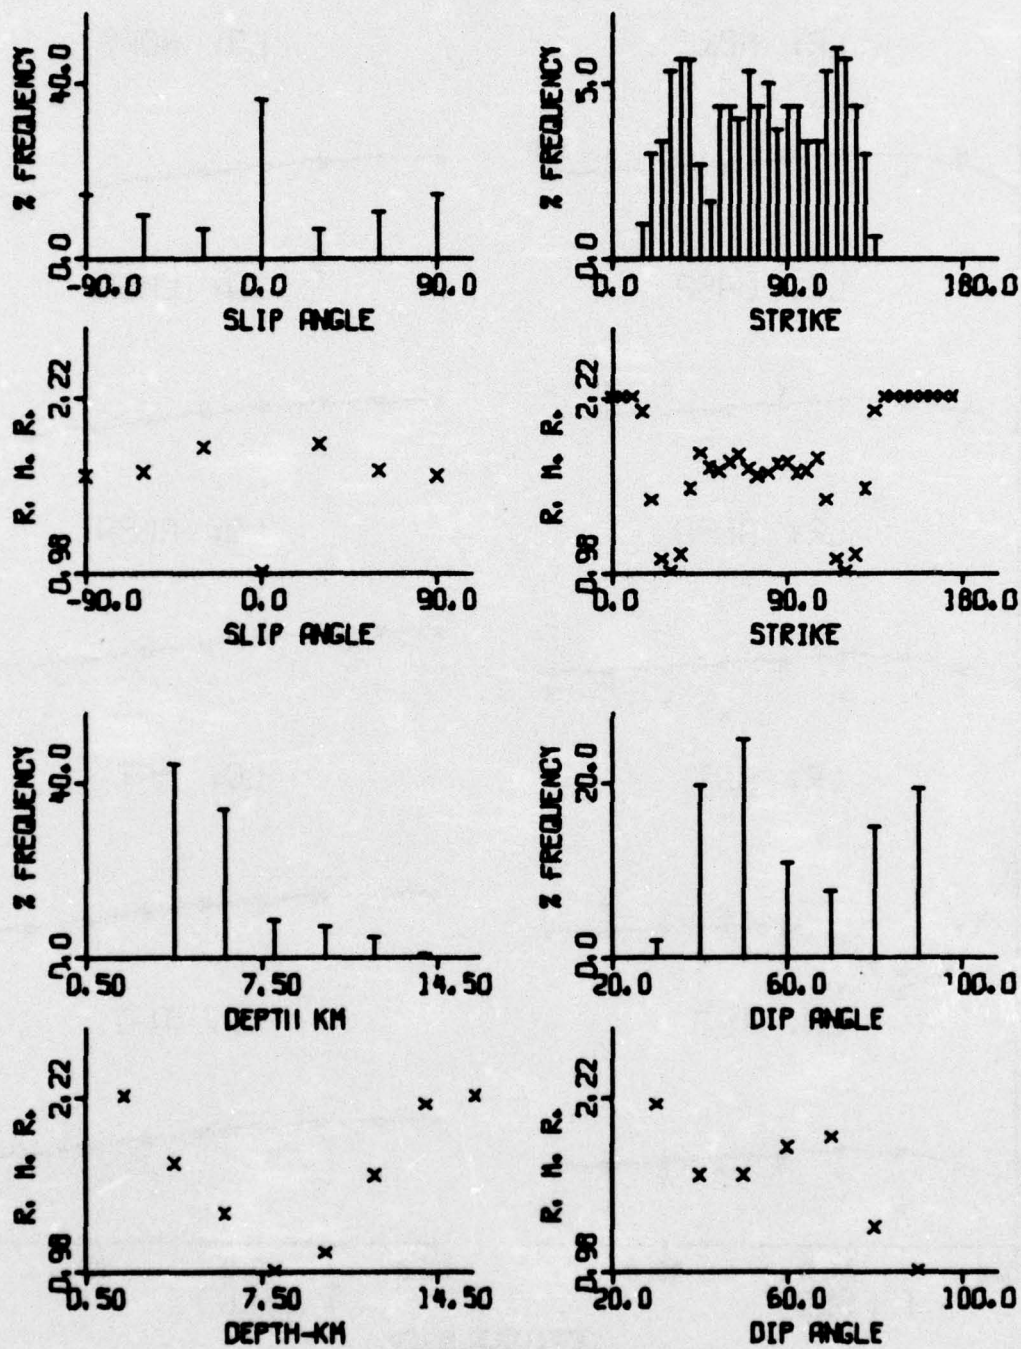 % FREQUENCY
40.0
0.0
-90.0 0.0 90.0
SLIP ANGLE
% FREQUENCY
5.0
0.0
0.0 90.0 180.0
STRIKE
R. M. R.
2.22
0.98
-90.0 0.0 90.0
SLIP ANGLE
R. M. R.
2.22
0.98
0.0 90.0 180.0
STRIKE
% FREQUENCY
40.0
0.0
0.50 7.50 14.50
DEPTH KM
% FREQUENCY
20.0
0.0
20.0 60.0 100.0
DIP ANGLE
R. M. R.
2.22
0.98
0.50 7.50 14.50
DEPTH-KM
R. M. R.
2.22
0.98
20.0 60.0 100.0
DIP ANGLE